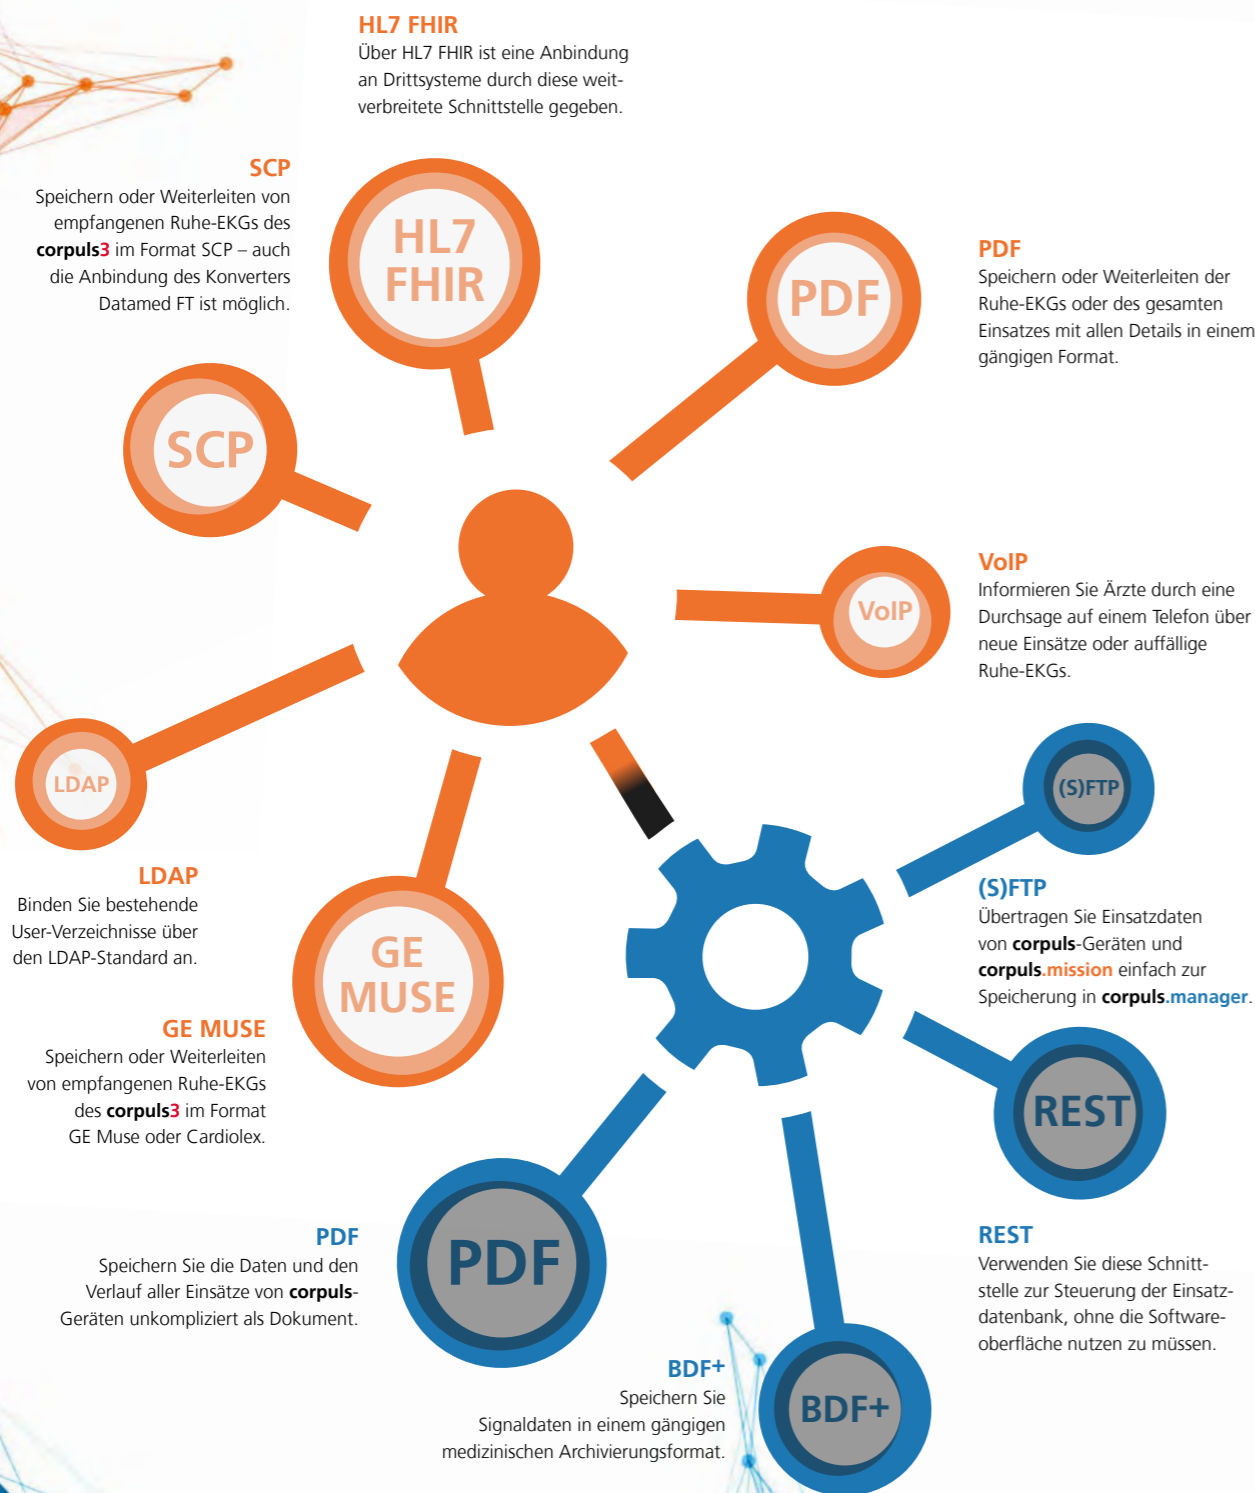 HL7 FHIR
Über HL7 FHIR ist eine Anbindung
an Drittsysteme durch diese weit-
verbreitete Schnittstelle gegeben.
SCP
Speichern oder Weiterleiten von
empfangenen Ruhe-EKGs des
corpuls3 im Format SCP – auch
die Anbindung des Konverters
Datamed FT ist möglich.
HL7
FHIR
PDF
PDF
Speichern oder Weiterleiten der
Ruhe-EKGs oder des gesamten
Einsatzes mit allen Details in einem
gängigen Format.
SCP
VoIP
VoIP
Informieren Sie Ärzte durch eine
Durchsage auf einem Telefon über
neue Einsätze oder auffällige
Ruhe-EKGs.
LDAP
LDAP
Binden Sie bestehende
User-Verzeichnisse über
den LDAP-Standard an.
(S)FTP
(S)FTP
Übertragen Sie Einsatzdaten
von corpuls-Geräten und
corpuls.mission einfach zur
Speicherung in corpuls.manager.
GE
MUSE
GE MUSE
Speichern oder Weiterleiten
von empfangenen Ruhe-EKGs
des corpuls3 im Format
GE Muse oder Cardiolex.
REST
REST
Verwenden Sie diese Schnitt-
stelle zur Steuerung der Einsatz-
datenbank, ohne die Software-
oberfläche nutzen zu müssen.
PDF
PDF
Speichern Sie die Daten und den
Verlauf aller Einsätze von corpuls-
Geräten unkompliziert als Dokument.
BDF+
Speichern Sie
Signaldaten in einem gängigen
medizinischen Archivierungsformat.
BDF+